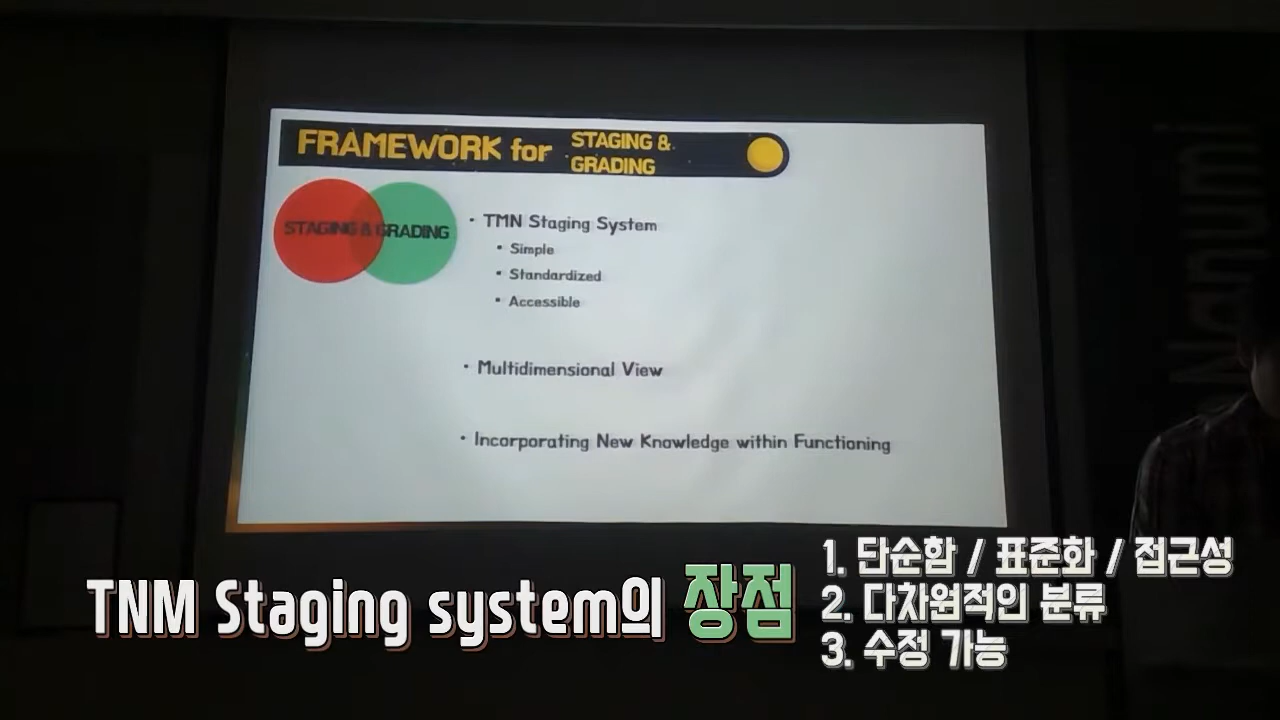 FRAMEWORK for STAGING &
GRADING
STAGING & GRADING
• TMN Staging System
• Simple
• Standardized
• Accessible
• Multidimensional View
• Incorporating New Knowledge within Functioning
Nanum
TNM Staging system의 장점
1. 단순함 / 표준화 / 접근성
2. 다차원적인 분류
3. 수정 가능